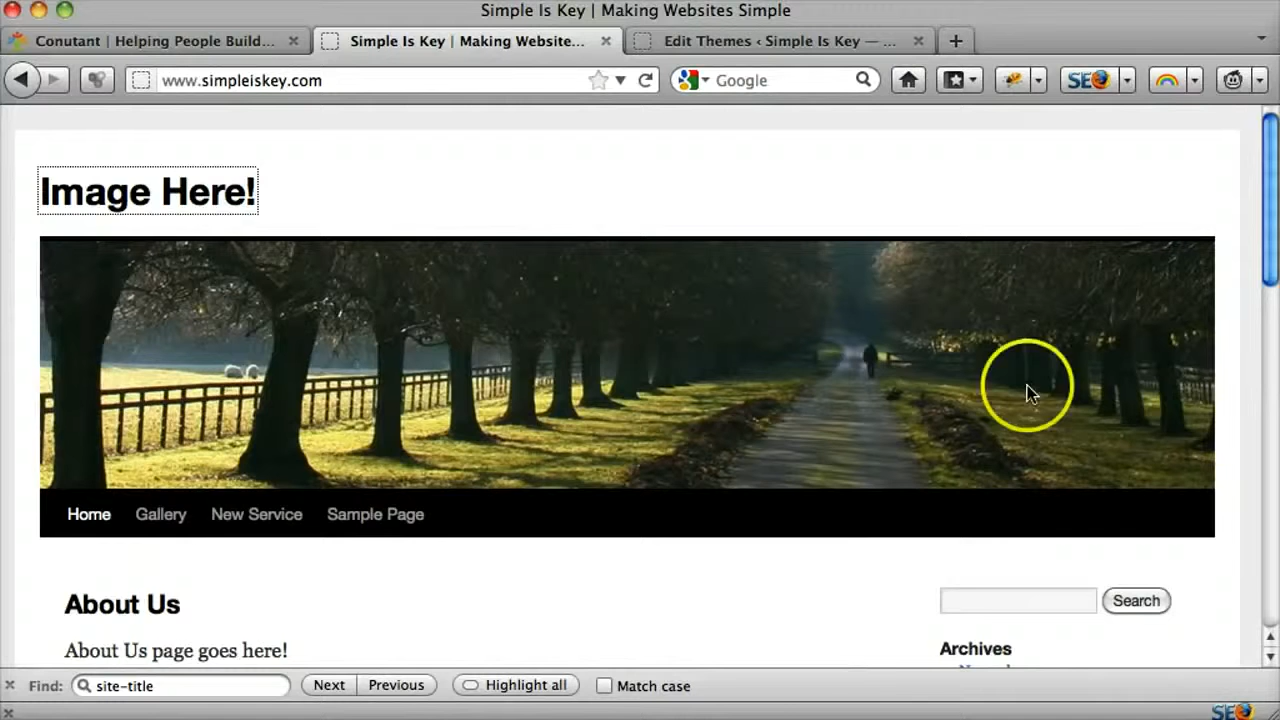 Simple Is Key | Making Websites Simple
Conutant | Helping People Build...
Simple Is Key | Making Website...
Edit Themes ‹ Simple Is Key — ...
www.simpleiskey.com
Google
SEO
Image Here!
Home Gallery New Service Sample Page
About Us
Search
About Us page goes here!
Archives
Find: site-title Next Previous Highlight all Match case
SEO